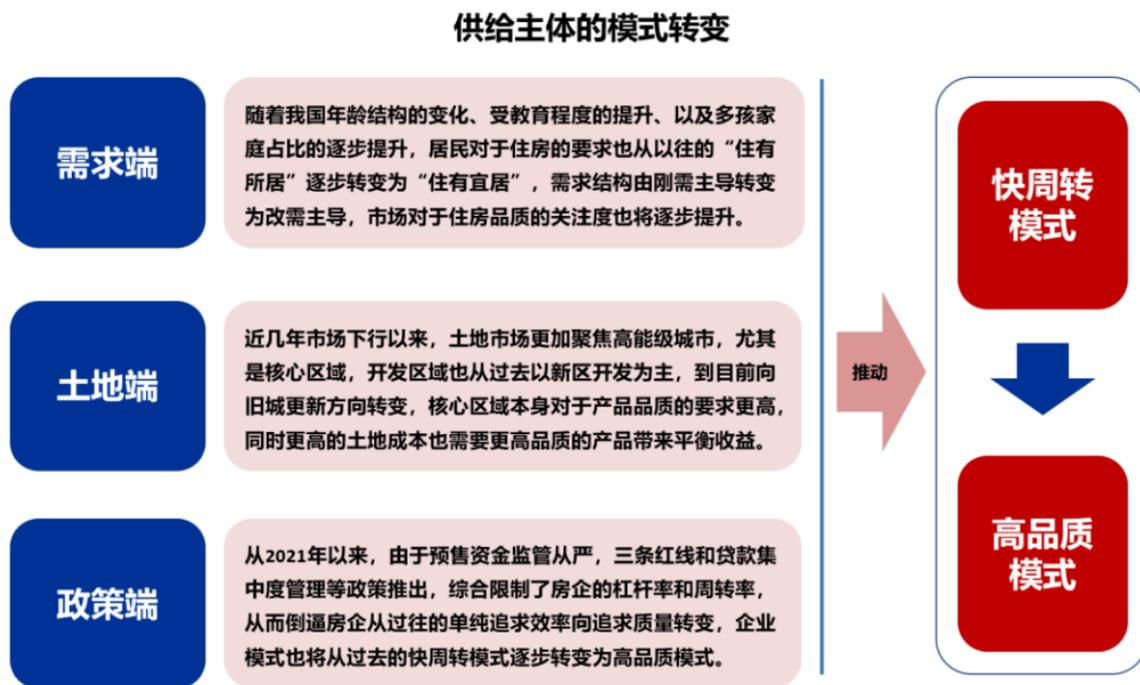 供给主体的模式转变
需求端
随着我国年龄结构的变化、受教育程度的提升、以及多孩家
庭占比的逐步提升，居民对于住房的要求也从以往的“住有
所居”逐步转变为“住有宜居”，需求结构由刚需主导转变
为改需主导，市场对于住房品质的关注度也将逐步提升。
土地端
近几年市场下行以来，土地市场更加聚焦高能级城市，尤其
是核心区域，开发区域也从过去以新区开发为主，到目前向
旧城更新方向转变，核心区域本身对于产品品质的要求更高，
同时更高的土地成本也需要更高品质的产品带来平衡收益。
政策端
从2021年以来，由于预售资金监管从严，三条红线和贷款集
中度管理等政策推出，综合限制了房企的杠杆率和周转率，
从而倒逼房企从过往的单纯追求效率向追求质量转变，企业
模式也将从过去的快周转模式逐步转变为高品质模式。
推动
快周转
模式
高品质
模式